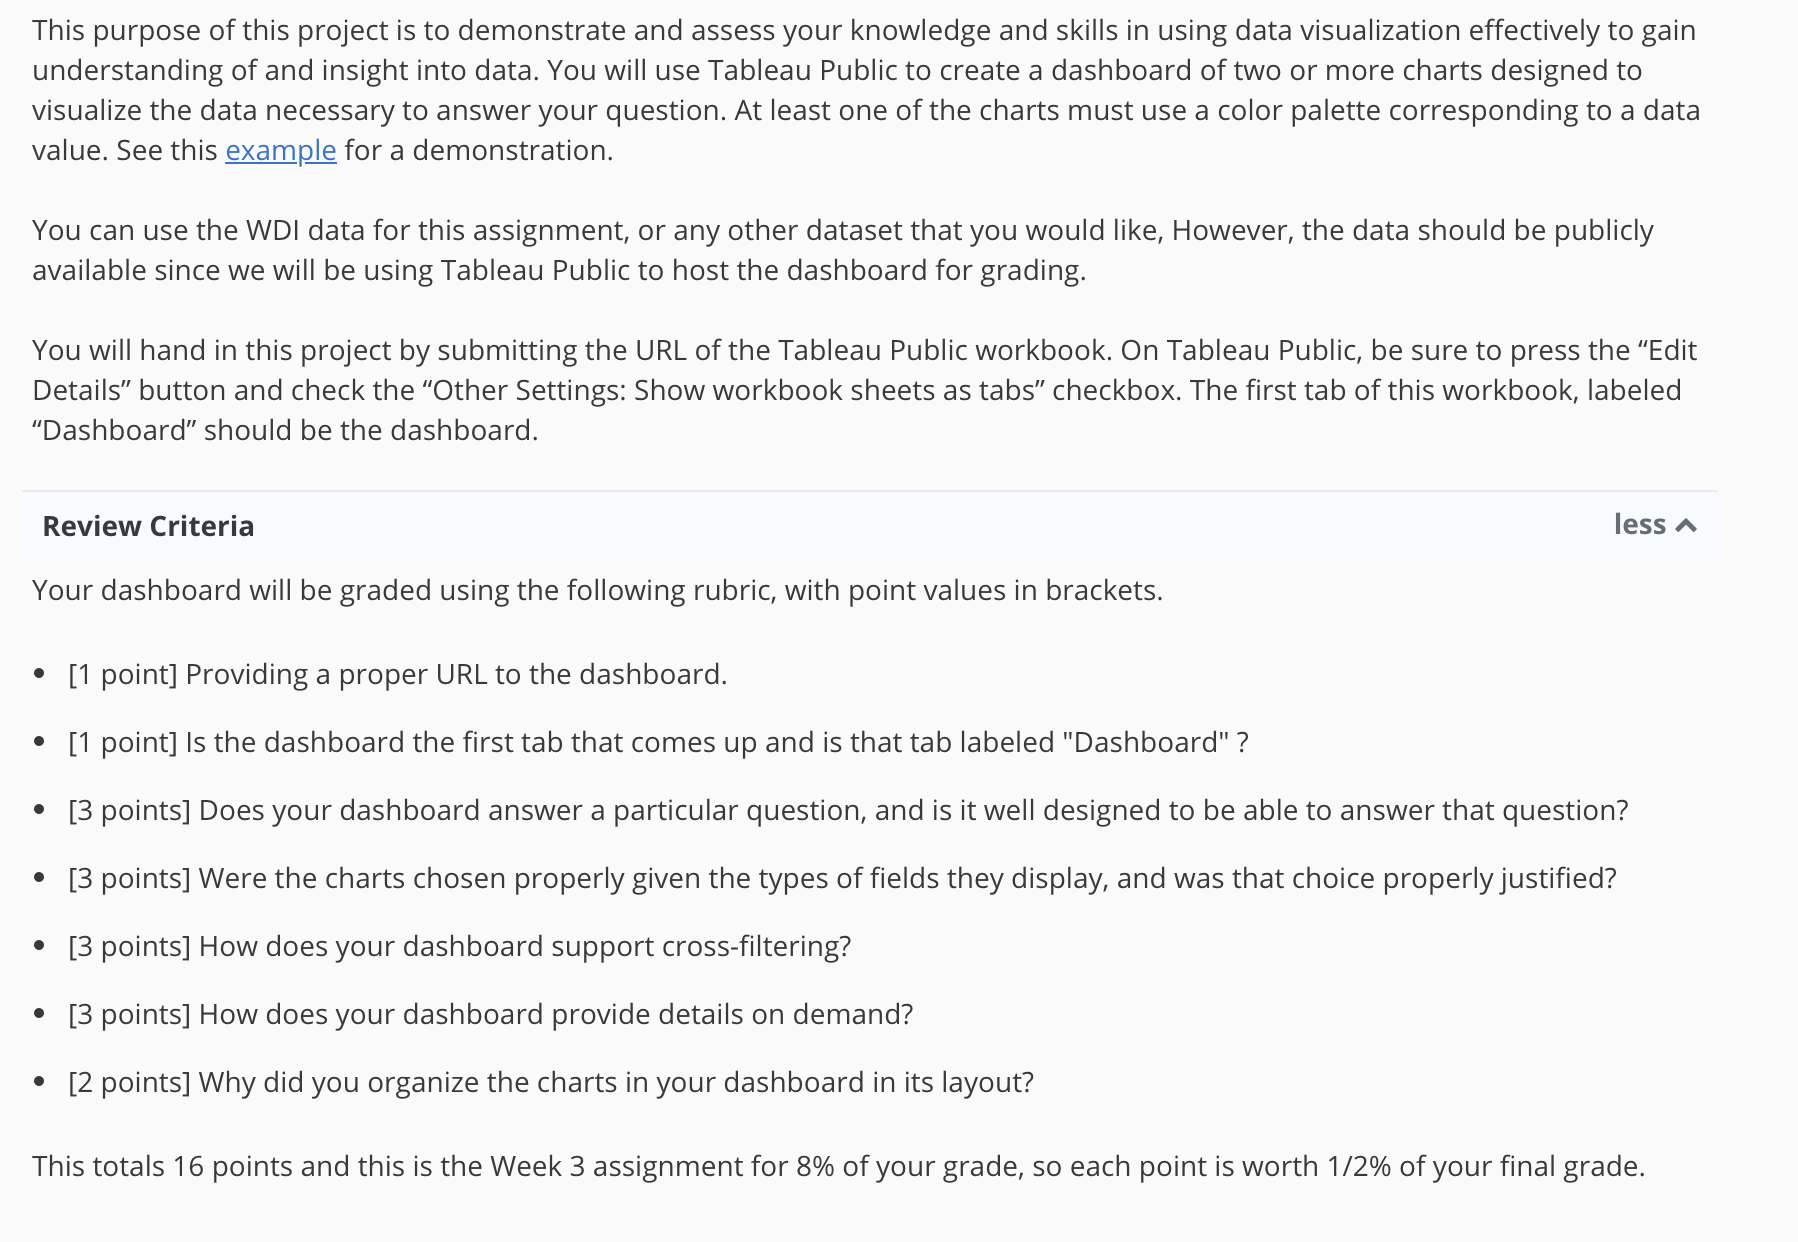 This purpose of this project is to demonstrate and assess your knowledge and skills in using data visualization effectively to gain
understanding of and insight into data. You will use Tableau Public to create a dashboard of two or more charts designed to
visualize the data necessary to answer your question. At least one of the charts must use a color palette corresponding to a data
value. See this example for a demonstration.
You can use the WDI data for this assignment, or any other dataset that you would like, However, the data should be publicly
available since we will be using Tableau Public to host the dashboard for grading.
You will hand in this project by submitting the URL of the Tableau Public workbook. On Tableau Public, be sure to press the “Edit
Details” button and check the “Other Settings: Show workbook sheets as tabs” checkbox. The first tab of this workbook, labeled
“Dashboard” should be the dashboard.
Review Criteria
less
Your dashboard will be graded using the following rubric, with point values in brackets.
• [1 point] Providing a proper URL to the dashboard.
• [1 point] Is the dashboard the first tab that comes up and is that tab labeled "Dashboard" ?
• [3 points] Does your dashboard answer a particular question, and is it well designed to be able to answer that question?
• [3 points] Were the charts chosen properly given the types of fields they display, and was that choice properly justified?
• [3 points] How does your dashboard support cross-filtering?
• [3 points] How does your dashboard provide details on demand?
• [2 points] Why did you organize the charts in your dashboard in its layout?
This totals 16 points and this is the Week 3 assignment for 8% of your grade, so each point is worth 1/2% of your final grade.